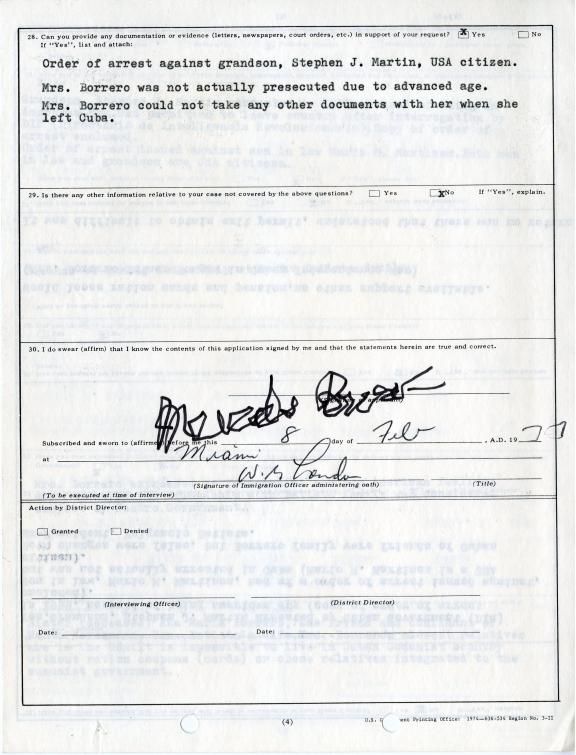 28. Can you provide any documentation or evidence (letters, newspapers, court orders, etc.) in support of your request? X Yes No
If "Yes", list and attach:
Order of arrest against grandson, Stephen J. Martin, USA citizen.
Mrs. Borrero was not actually presecuted due to advanced age.
Mrs. Borrero could not take any other documents with her when she
left Cuba.
29. Is there any other information relative to your case not covered by the above questions? Yes X No If "Yes", explain.
30. I do swear (affirm) that I know the contents of this application signed by me and that the statements herein are true and correct.
Mercedes Borrero
Subscribed and sworn to (affirmed) before me this 8 day of Feb , A.D. 19
at Miami
(Signature of Immigration Officer administering oath) (Title)
(To be executed at time of interview)
Action by District Director:
Granted Denied
(Interviewing Officer) (District Director)
Date: Date:
(4) U.S. ent Printing Office: 1974-636-536 Region No. 3-II